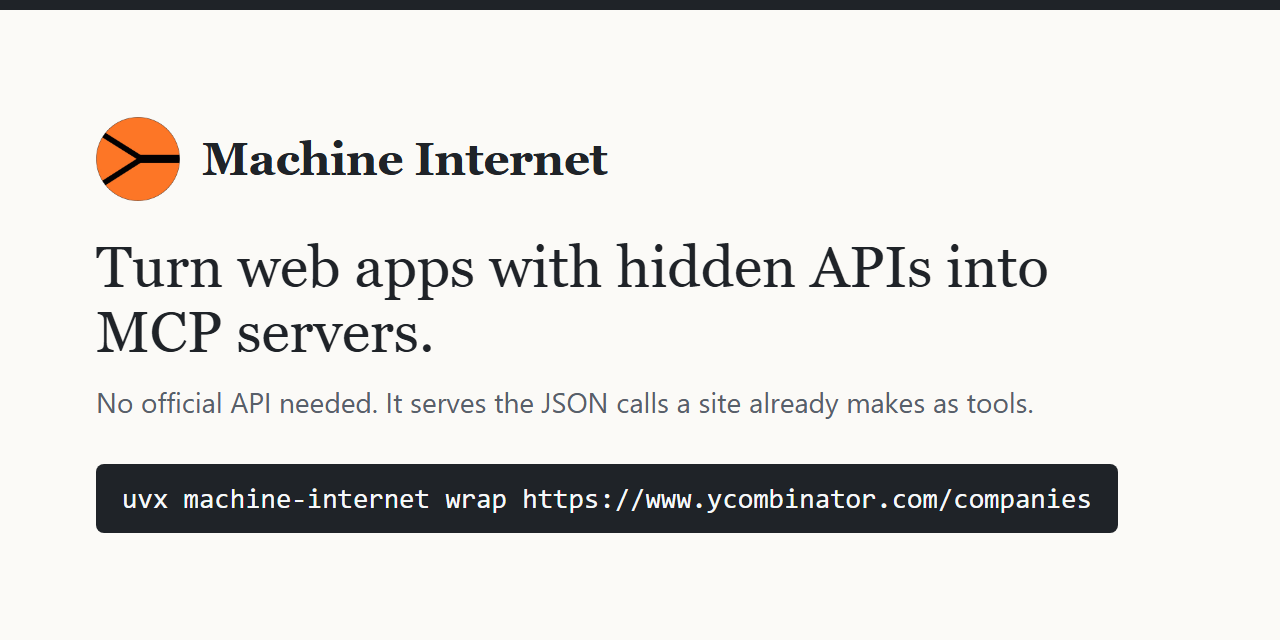 Machine Internet
Turn web apps with hidden APIs into
MCP servers.
No official API needed. It serves the JSON calls a site already makes as tools.
uvx machine-internet wrap https://www.ycombinator.com/companies